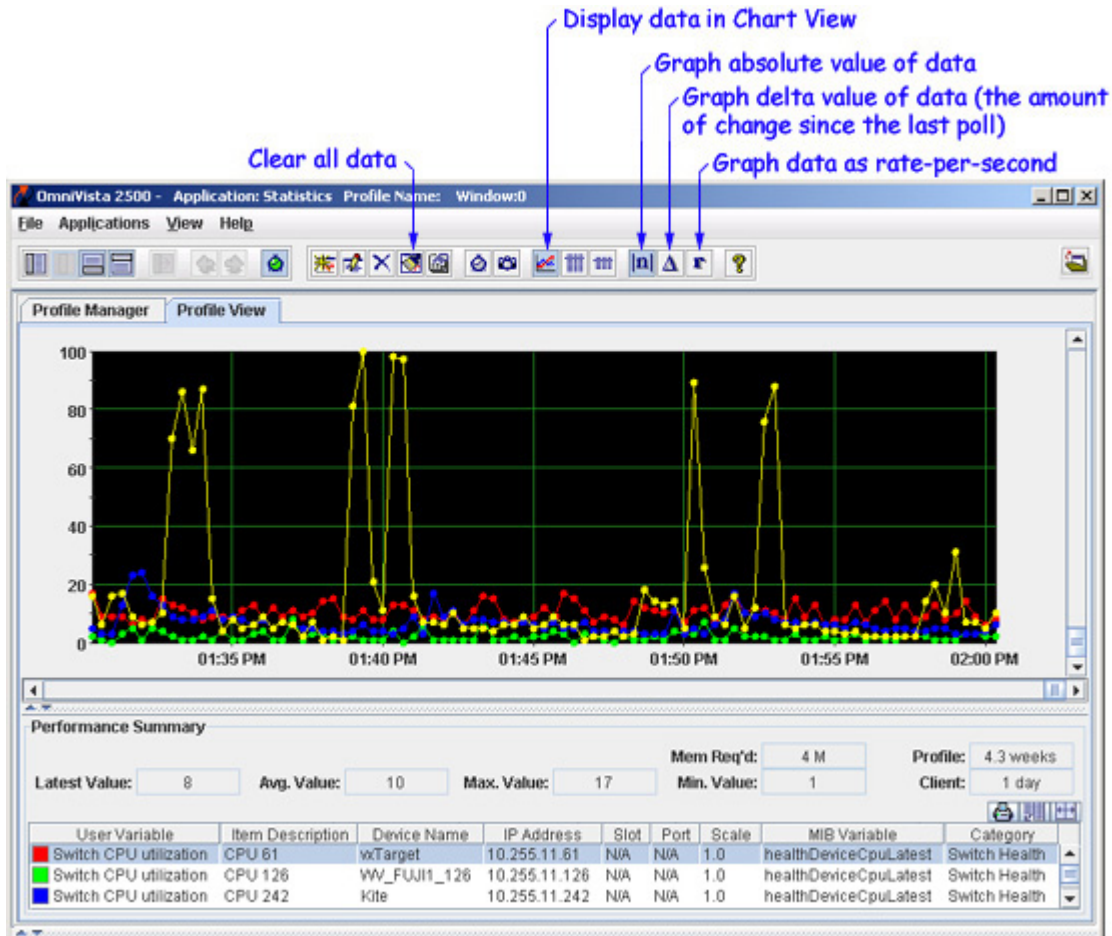 Display data in Chart View
Graph absolute value of data
Graph delta value of data (the amount
of change since the last poll)
Clear all data
Graph data as rate-per-second
OmniVista 2500 - Application: Statistics Profile Name: Window:0
File Applications View Help
|n| Δ r ?
Profile Manager Profile View
100
80
60
40
20
0
01:35 PM 01:40 PM 01:45 PM 01:50 PM 01:55 PM 02:00 PM
Performance Summary
Mem Req'd: 4 M Profile: 4.3 weeks
Latest Value: 8 Avg. Value: 10 Max. Value: 17 Min. Value: 1 Client: 1 day
User Variable Item Description Device Name IP Address Slot Port Scale MIB Variable Category
Switch CPU utilization CPU 61 vxTarget 10.255.11.61 N/A N/A 1.0 healthDeviceCpuLatest Switch Health
Switch CPU utilization CPU 126 WV_FUJI1_126 10.255.11.126 N/A N/A 1.0 healthDeviceCpuLatest Switch Health
Switch CPU utilization CPU 242 Kite 10.255.11.242 N/A N/A 1.0 healthDeviceCpuLatest Switch Health